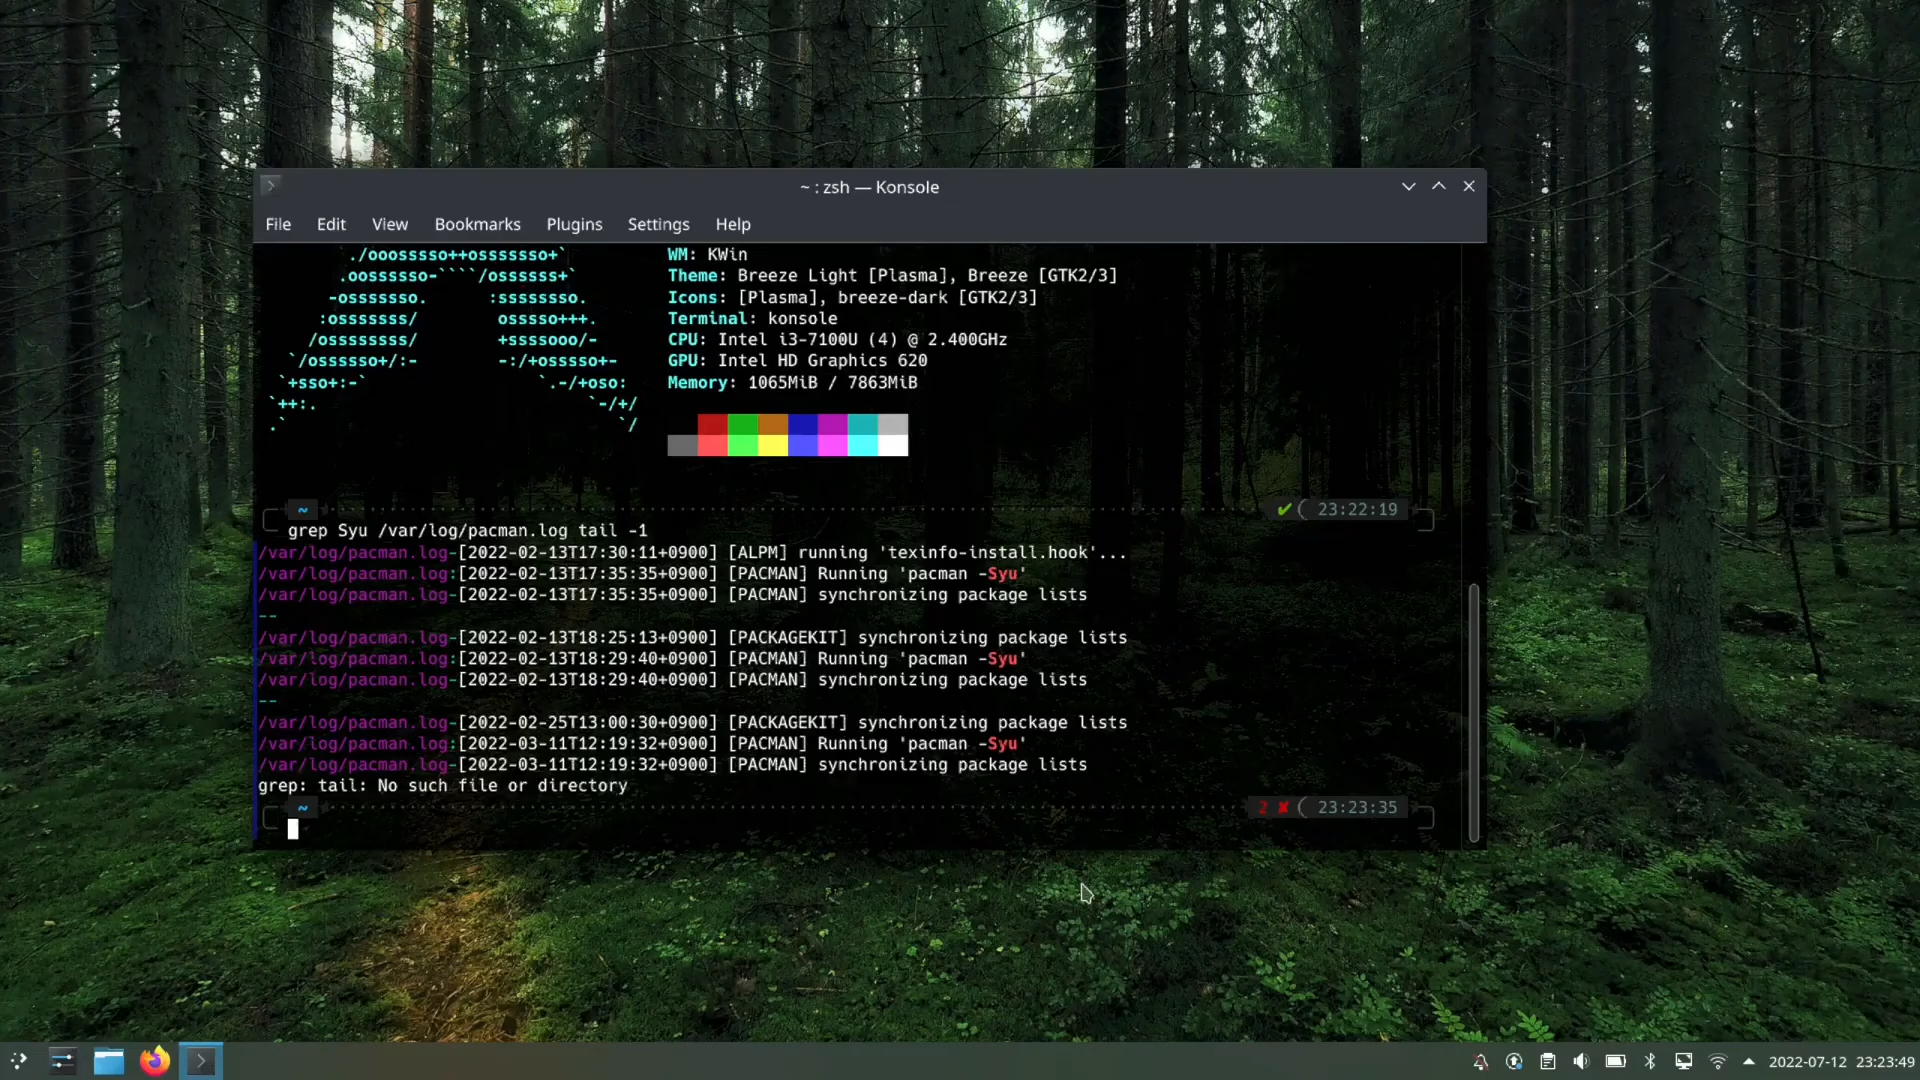 ~ : zsh — Konsole
File Edit View Bookmarks Plugins Settings Help
./ooosssso++osssssso+` WM: KWin
.oossssso-````/ossssss+` Theme: Breeze Light [Plasma], Breeze [GTK2/3]
-osssssso. :ssssssso. Icons: [Plasma], breeze-dark [GTK2/3]
:osssssss/ osssso+++. Terminal: konsole
/ossssssss/ +ssssooo/- CPU: Intel i3-7100U (4) @ 2.400GHz
`/ossssso+/:- -:/+osssso+- GPU: Intel HD Graphics 620
`+sso+:-` `.-/+oso: Memory: 1065MiB / 7863MiB
`++:. `-/+/
.` `/
~ ✔ 23:22:19
grep Syu /var/log/pacman.log tail -1
/var/log/pacman.log-[2022-02-13T17:30:11+0900] [ALPM] running 'texinfo-install.hook'...
/var/log/pacman.log:[2022-02-13T17:35:35+0900] [PACMAN] Running 'pacman -Syu'
/var/log/pacman.log-[2022-02-13T17:35:35+0900] [PACMAN] synchronizing package lists
--
/var/log/pacman.log-[2022-02-13T18:25:13+0900] [PACKAGEKIT] synchronizing package lists
/var/log/pacman.log:[2022-02-13T18:29:40+0900] [PACMAN] Running 'pacman -Syu'
/var/log/pacman.log-[2022-02-13T18:29:40+0900] [PACMAN] synchronizing package lists
--
/var/log/pacman.log-[2022-02-25T13:00:30+0900] [PACKAGEKIT] synchronizing package lists
/var/log/pacman.log:[2022-03-11T12:19:32+0900] [PACMAN] Running 'pacman -Syu'
/var/log/pacman.log-[2022-03-11T12:19:32+0900] [PACMAN] synchronizing package lists
grep: tail: No such file or directory
~ 2 ✘ 23:23:35
2022-07-12 23:23:49